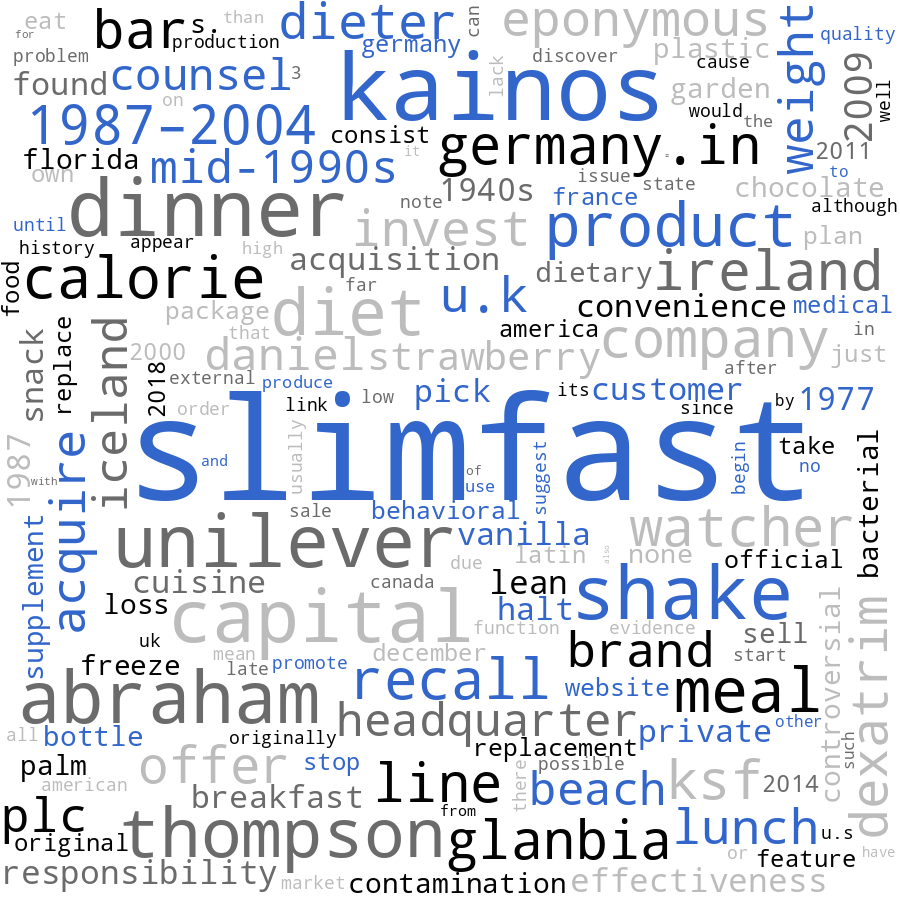 eat than dieter can eponymous weight quality
for bars. production germany plastic
problem counsel 3 kainos discover cause 2009 well
found on lack garden
1987-2004 consist germany.in would the
florida mid-1990s it issue state 2011 to
own dinner note 1940s france chocolate although
until invest product plan
history appear high
food calorie acquisition dietary ireland
far u.k convenience medical
package diet america company in
iceland that danielstrawberry just
snack replace 2000 after
2018 external produce low pick its customer by 1977
order link since
1987 slimfast take
with and usually of use suggest begin no bacterial
acquire sale behavioral
supplement unilever vanilla watcher
due latin also none official
cuisine canada lean shake
loss capital halt
uk function evidence controversial
mean december brand sell
freeze late promote start
abraham recall website meal dexatrim
headquarter private other
all bottle originally replacement such
palm offer stop possible
american line there beach ksf 2014
breakfast from
plc thompson glanbia lunch u.s
original or feature have
responsibility market contamination effectiveness